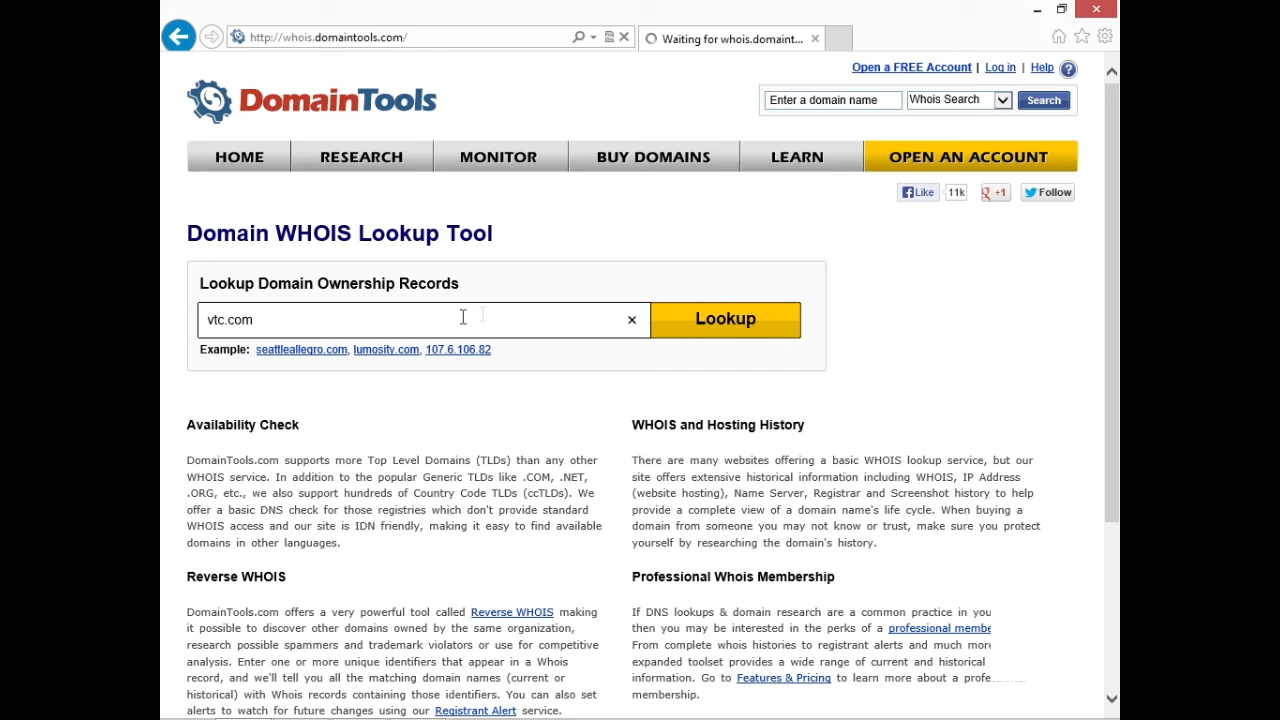 http://whois.domaintools.com/
Waiting for whois.domaint...
Open a FREE Account | Log in | Help ?
DomainTools
Enter a domain name Whois Search Search
HOME RESEARCH MONITOR BUY DOMAINS LEARN OPEN AN ACCOUNT
Like 11k +1 Follow
Domain WHOIS Lookup Tool
Lookup Domain Ownership Records
vtc.com × Lookup
Example: seattleallegro.com, lumosity.com, 107.6.106.82
Availability Check
DomainTools.com supports more Top Level Domains (TLDs) than any other
WHOIS service. In addition to the popular Generic TLDs like .COM, .NET,
.ORG, etc., we also support hundreds of Country Code TLDs (ccTLDs). We
offer a basic DNS check for those registries which don't provide standard
WHOIS access and our site is IDN friendly, making it easy to find available
domains in other languages.
WHOIS and Hosting History
There are many websites offering a basic WHOIS lookup service, but our
site offers extensive historical information including WHOIS, IP Address
(website hosting), Name Server, Registrar and Screenshot history to help
provide a complete view of a domain name's life cycle. When buying a
domain from someone you may not know or trust, make sure you protect
yourself by researching the domain's history.
Reverse WHOIS
DomainTools.com offers a very powerful tool called Reverse WHOIS making
it possible to discover other domains owned by the same organization,
research possible spammers and trademark violators or use for competitive
analysis. Enter one or more unique identifiers that appear in a Whois
record, and we'll tell you all the matching domain names (current or
historical) with Whois records containing those identifiers. You can also set
alerts to watch for future changes using our Registrant Alert service.
Professional Whois Membership
If DNS lookups & domain research are a common practice in you
then you may be interested in the perks of a professional membe
From complete whois histories to registrant alerts and much more
expanded toolset provides a wide range of current and historical
information. Go to Features & Pricing to learn more about a profe
membership.